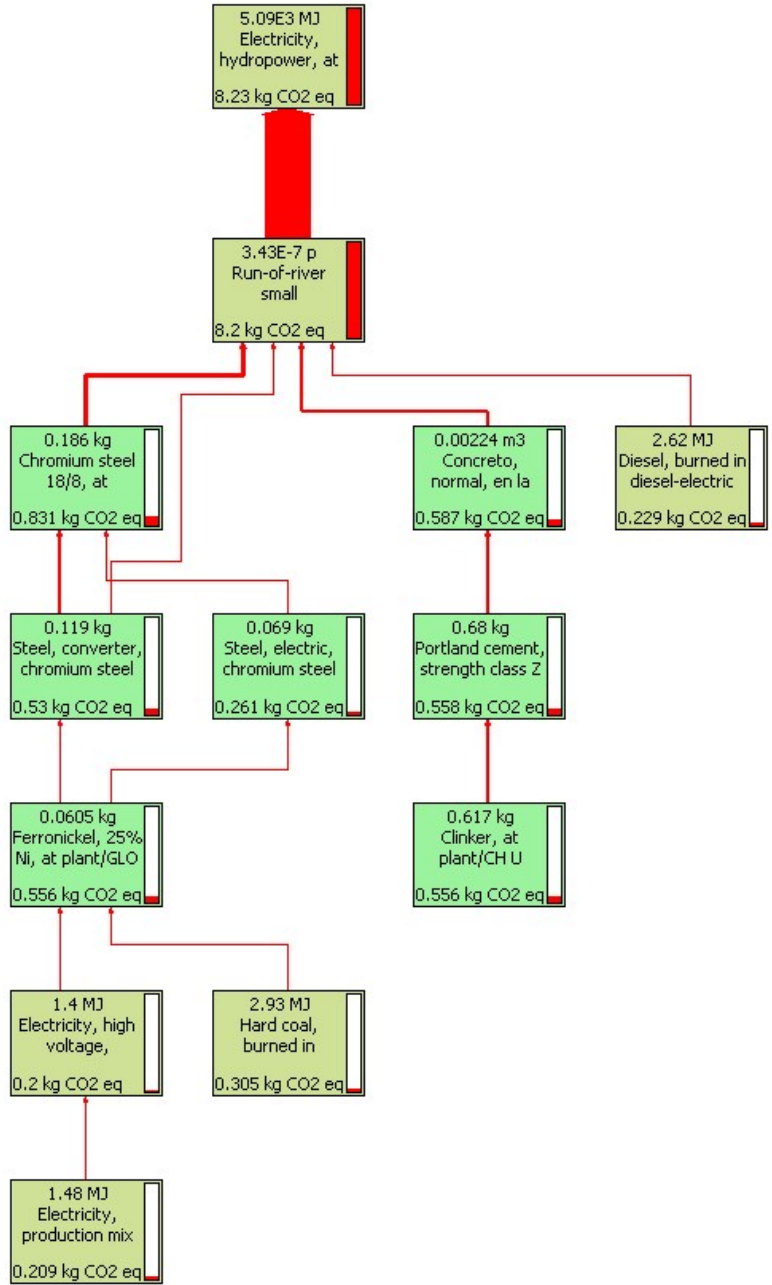 5.09E3 MJ
Electricity,
hydropower, at
8.23 kg CO2 eq
3.43E-7 p
Run-of-river
small
8.2 kg CO2 eq
0.186 kg
Chromium steel
18/8, at
0.831 kg CO2 eq
0.00224 m3
Concreto,
normal, en la
0.587 kg CO2 eq
2.62 MJ
Diesel, burned in
diesel-electric
0.229 kg CO2 eq
0.119 kg
Steel, converter,
chromium steel
0.53 kg CO2 eq
0.069 kg
Steel, electric,
chromium steel
0.261 kg CO2 eq
0.68 kg
Portland cement,
strength class Z
0.558 kg CO2 eq
0.0605 kg
Ferronickel, 25%
Ni, at plant/GLO
0.556 kg CO2 eq
0.617 kg
Clinker, at
plant/CH U
0.556 kg CO2 eq
1.4 MJ
Electricity, high
voltage,
0.2 kg CO2 eq
2.93 MJ
Hard coal,
burned in
0.305 kg CO2 eq
1.48 MJ
Electricity,
production mix
0.209 kg CO2 eq